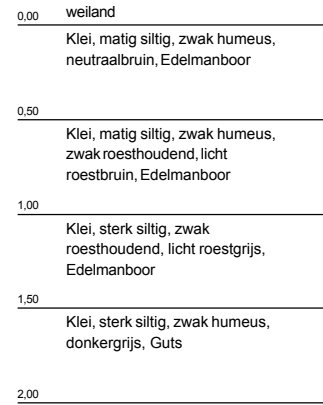 weiland
0,00
Klei, matig siltig, zwak humeus,
neutraalbruin, Edelmanboor
0,50
Klei, matig siltig, zwak humeus,
zwak roesthoudend, licht
roestbruin, Edelmanboor
1,00
Klei, sterk siltig, zwak
roesthoudend, licht roestgrijs,
Edelmanboor
1,50
Klei, sterk siltig, zwak humeus,
donkergrijs, Guts
2,00